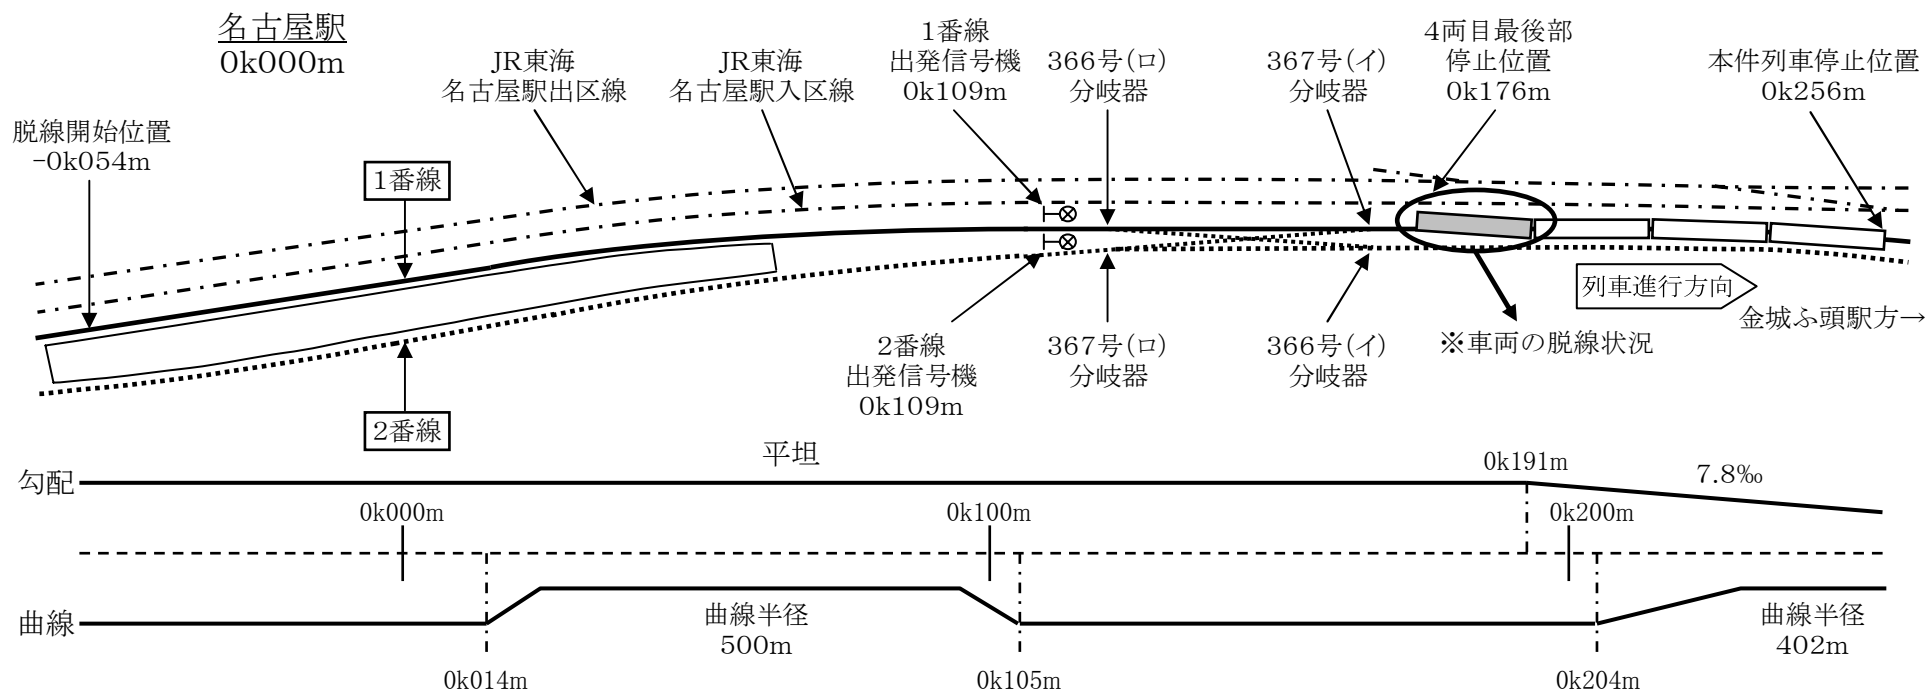 名古屋駅
0k000m
脱線開始位置
-0k054m
1番線
JR東海
名古屋駅出区線
JR東海
名古屋駅入区線
1番線
出発信号機
0k109m
366号(ロ)
分岐器
367号(イ)
分岐器
4両目最後部
停止位置
0k176m
本件列車停止位置
0k256m
列車進行方向
金城ふ頭駅方→
※車両の脱線状況
2番線
2番線
出発信号機
0k109m
367号(ロ)
分岐器
366号(イ)
分岐器
勾配
平坦
0k191m
7.8‰
0k000m
0k100m
0k200m
曲線
曲線半径
500m
曲線半径
402m
0k014m
0k105m
0k204m